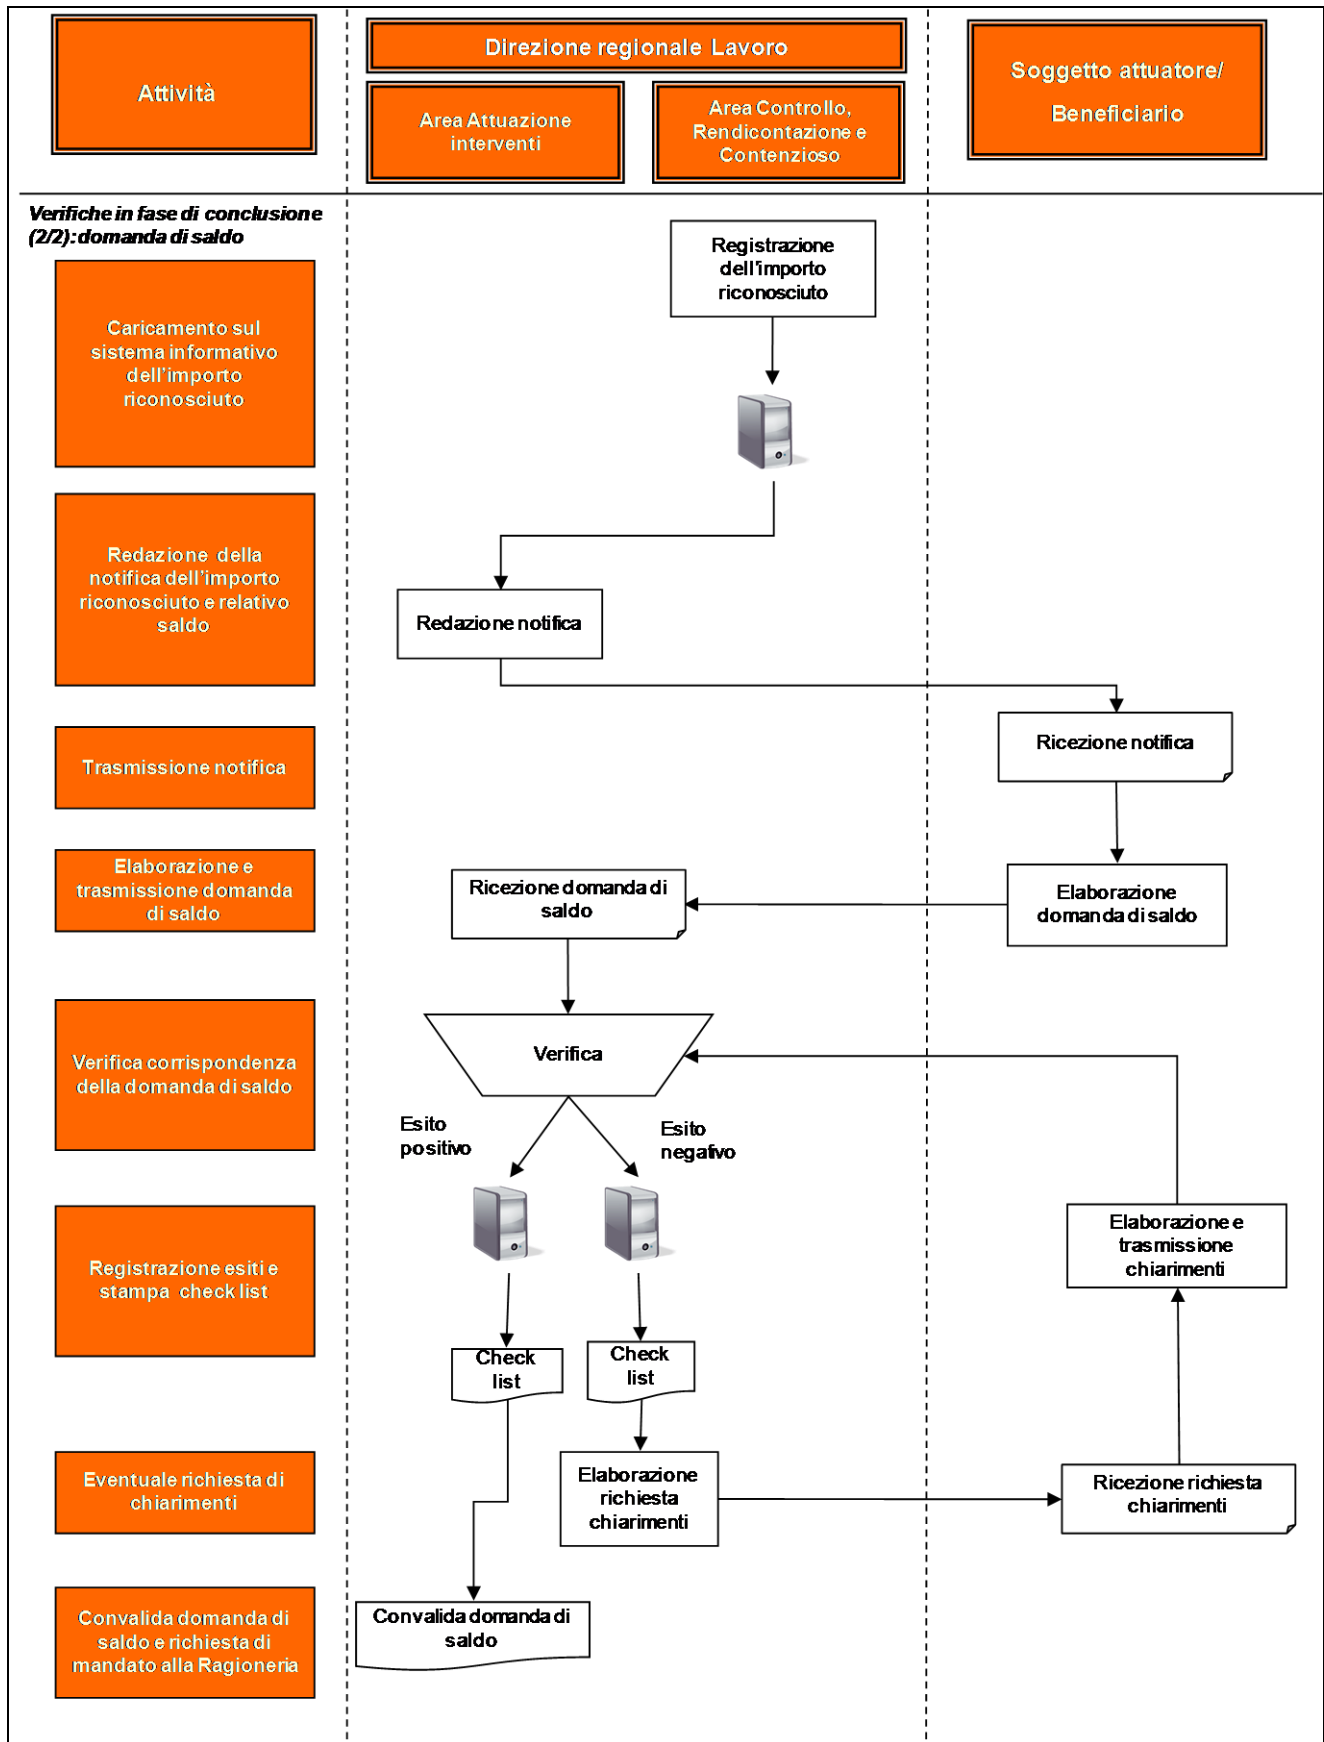 Attività
Direzione regionale Lavoro
Area Attuazione
interventi
Area Controllo,
Rendicontazione e
Contenzioso
Soggetto attuatore/
Beneficiario
Verifiche in fase di conclusione
(2/2): domanda di saldo
Caricamento sul
sistema informativo
dell'importo
riconosciuto
Registrazione
dell'importo
riconosciuto
Redazione della
notifica dell'importo
riconosciuto e relativo
saldo
Redazione notifica
Trasmissione notifica
Ricezione notifica
Elaborazione e
trasmissione domanda
di saldo
Ricezione domanda di
saldo
Elaborazione
domanda di saldo
Verifica corrispondenza
della domanda di saldo
Verifica
Esito
positivo
Esito
negativo
Registrazione esiti e
stampa check list
Elaborazione e
trasmissione
chiarimenti
Check
list
Check
list
Eventuale richiesta di
chiarimenti
Elaborazione
richiesta
chiarimenti
Ricezione richiesta
chiarimenti
Convalida domanda di
saldo e richiesta di
mandato alla Ragioneria
Convalida domanda di
saldo